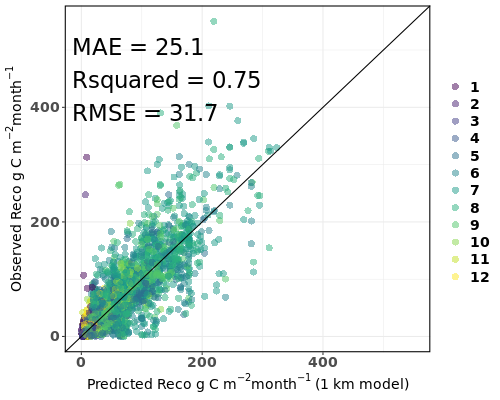 MAE = 25.1
Rsquared = 0.75
RMSE = 31.7
400
200
0
0 200 400
Observed Reco g C m⁻²month⁻¹
Predicted Reco g C m⁻²month⁻¹ (1 km model)
1
2
3
4
5
6
7
8
9
10
11
12